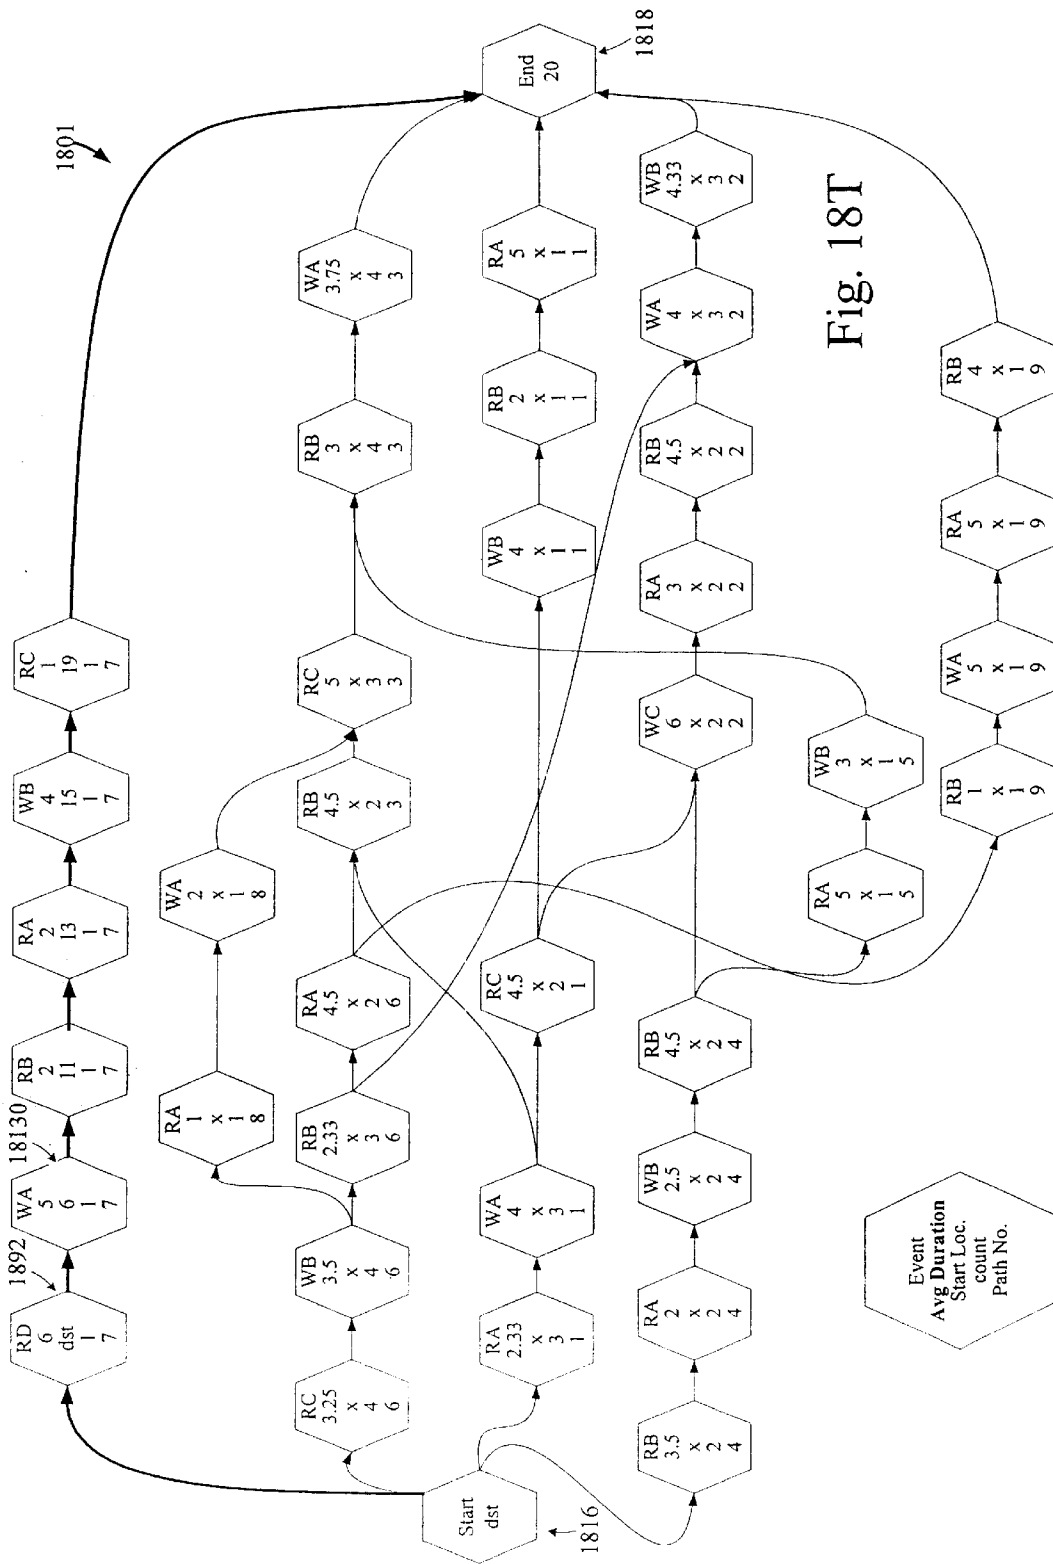 1801
RD
6
dst
1
7
1892
WA
5
6
1
7
18130
RB
2
11
1
7
RA
2
13
1
7
WB
4
15
1
7
RC
1
19
1
7
RA
1
x
1
8
WA
2
x
1
8
RC
3.25
x
4
6
WB
3.5
x
4
6
RB
2.33
x
3
6
RA
4.5
x
2
6
RB
4.5
x
2
3
RC
5
x
3
3
RB
3
x
4
3
WA
3.75
x
4
3
Start
dst
1816
RA
2.33
x
3
1
WA
4
x
3
1
RC
4.5
x
2
1
WB
4
x
1
1
RB
2
x
1
1
RA
5
x
1
1
End
20
1818
RB
3.5
x
2
4
RA
2
x
2
4
WB
2.5
x
2
4
RB
4.5
x
2
4
WC
6
x
2
2
RA
3
x
2
2
RB
4.5
x
2
2
WA
4
x
3
2
WB
4.33
x
3
2
RA
5
x
1
5
WB
3
x
1
5
Fig. 18T
RB
1
x
1
9
WA
5
x
1
9
RA
5
x
1
9
RB
4
x
1
9
Event
Avg Duration
Start Loc.
count
Path No.